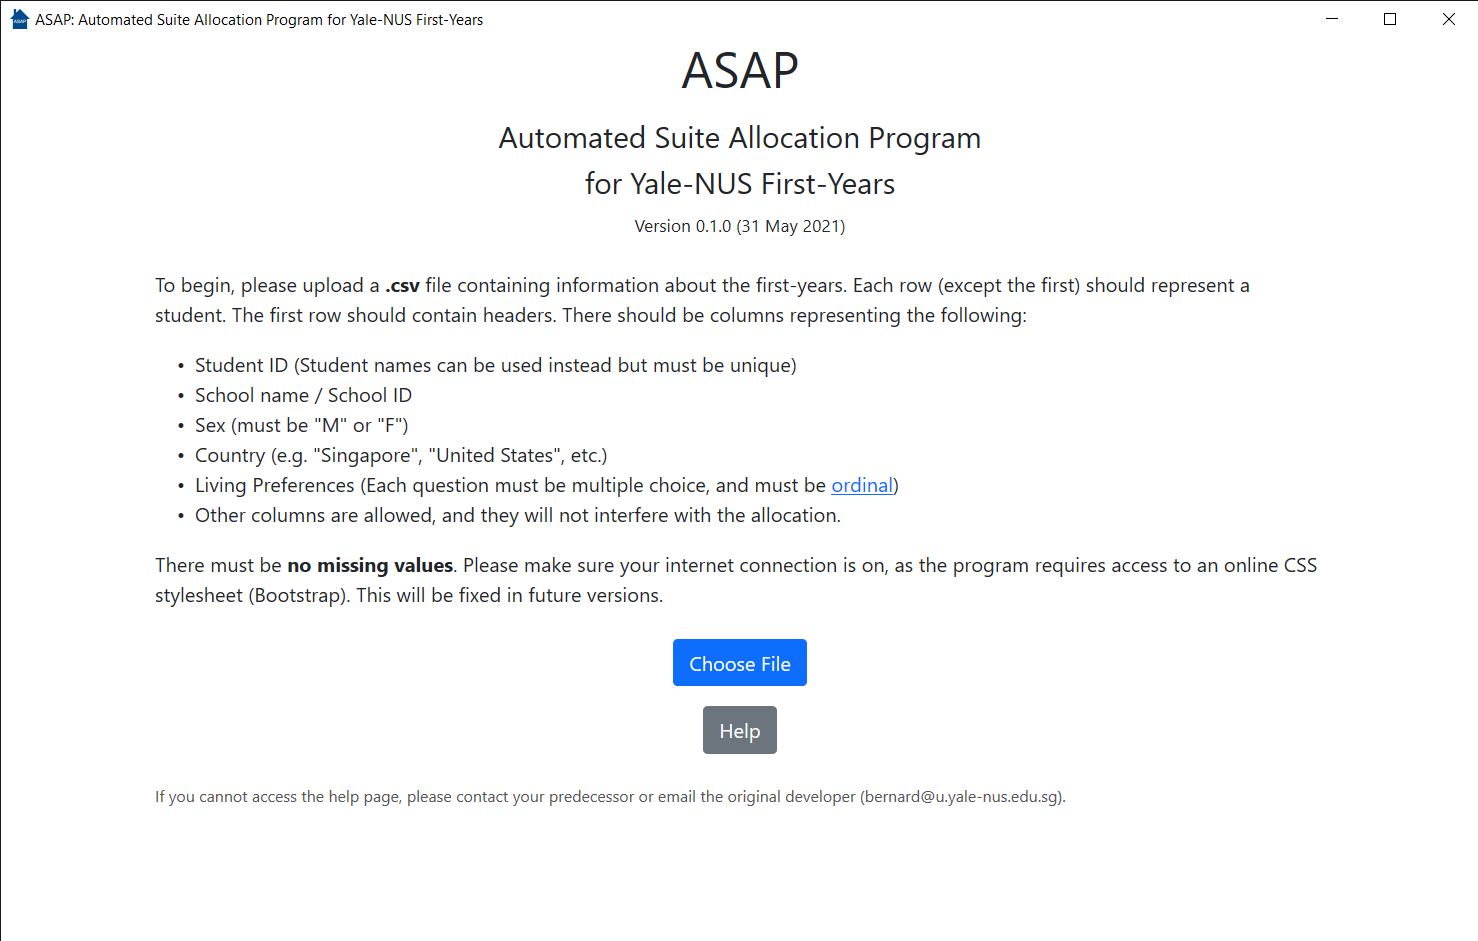 ASAP: Automated Suite Allocation Program for Yale-NUS First-Years
ASAP
Automated Suite Allocation Program
for Yale-NUS First-Years
Version 0.1.0 (31 May 2021)
To begin, please upload a .csv file containing information about the first-years. Each row (except the first) should represent a
student. The first row should contain headers. There should be columns representing the following:
• Student ID (Student names can be used instead but must be unique)
• School name / School ID
• Sex (must be "M" or "F")
• Country (e.g. "Singapore", "United States", etc.)
• Living Preferences (Each question must be multiple choice, and must be ordinal)
• Other columns are allowed, and they will not interfere with the allocation.
There must be no missing values. Please make sure your internet connection is on, as the program requires access to an online CSS
stylesheet (Bootstrap). This will be fixed in future versions.
Choose File
Help
If you cannot access the help page, please contact your predecessor or email the original developer (bernard@u.yale-nus.edu.sg).